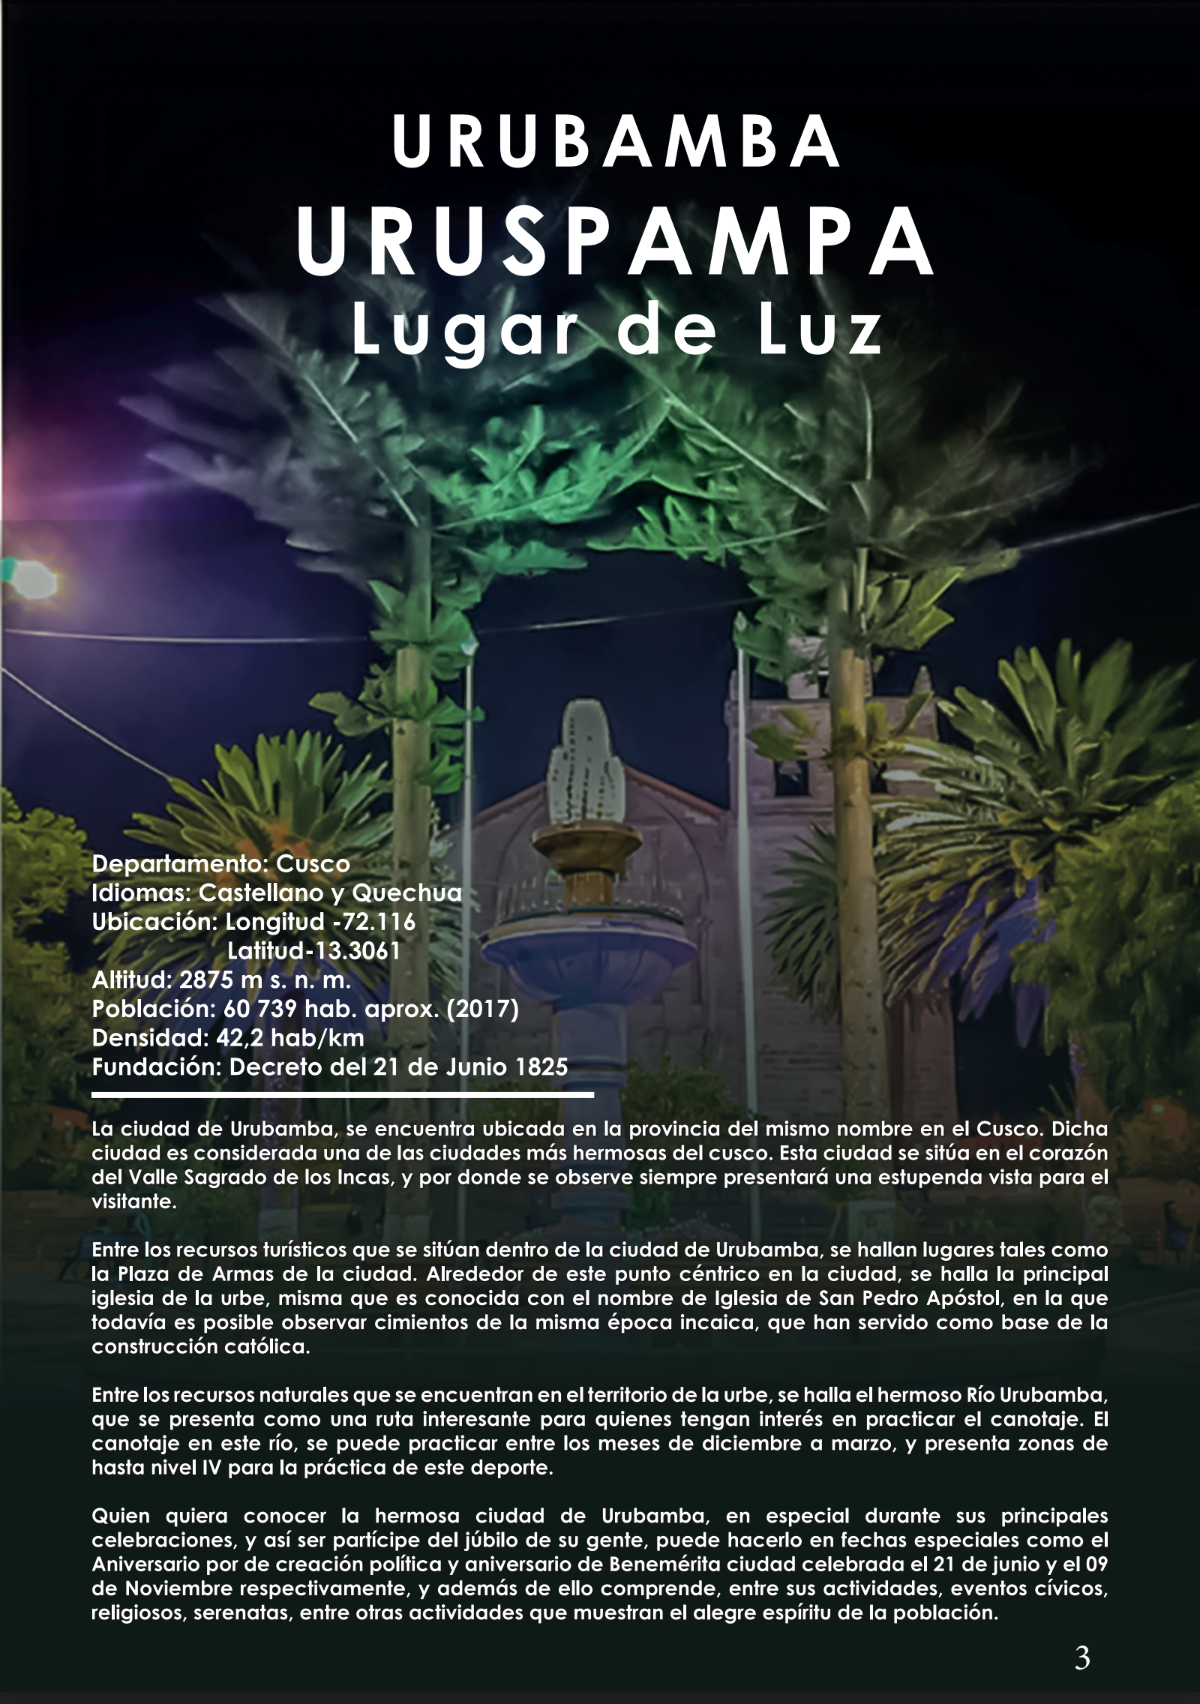 URUBAMBA
URUSPAMPA
Lugar de Luz
Departamento: Cusco
Idiomas: Castellano y Quechua
Ubicación: Longitud -72.116
Latitud-13.3061
Altitud: 2875 m s. n. m.
Población: 60 739 hab. aprox. (2017)
Densidad: 42,2 hab/km
Fundación: Decreto del 21 de Junio 1825
La ciudad de Urubamba, se encuentra ubicada en la provincia del mismo nombre en el Cusco. Dicha
ciudad es considerada una de las ciudades más hermosas del cusco. Esta ciudad se sitúa en el corazón
del Valle Sagrado de los Incas, y por donde se observe siempre presentará una estupenda vista para el
visitante.
Entre los recursos turísticos que se sitúan dentro de la ciudad de Urubamba, se hallan lugares tales como
la Plaza de Armas de la ciudad. Alrededor de este punto céntrico en la ciudad, se halla la principal
iglesia de la urbe, misma que es conocida con el nombre de Iglesia de San Pedro Apóstol, en la que
todavía es posible observar cimientos de la misma época incaica, que han servido como base de la
construcción católica.
Entre los recursos naturales que se encuentran en el territorio de la urbe, se halla el hermoso Río Urubamba,
que se presenta como una ruta interesante para quienes tengan interés en practicar el canotaje. El
canotaje en este río, se puede practicar entre los meses de diciembre a marzo, y presenta zonas de
hasta nivel IV para la práctica de este deporte.
Quien quiera conocer la hermosa ciudad de Urubamba, en especial durante sus principales
celebraciones, y así ser partícipe del júbilo de su gente, puede hacerlo en fechas especiales como el
Aniversario por de creación política y aniversario de Benemérita ciudad celebrada el 21 de junio y el 09
de Noviembre respectivamente, y además de ello comprende, entre sus actividades, eventos cívicos,
religiosos, serenatas, entre otras actividades que muestran el alegre espíritu de la población.
3